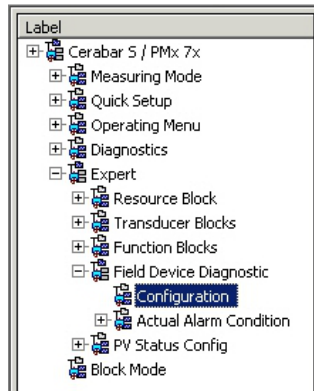 Label
Cerabar S / PMx 7x
Measuring Mode
Quick Setup
Operating Menu
Diagnostics
Expert
Resource Block
Transducer Blocks
Function Blocks
Field Device Diagnostic
Configuration
Actual Alarm Condition
PV Status Config
Block Mode